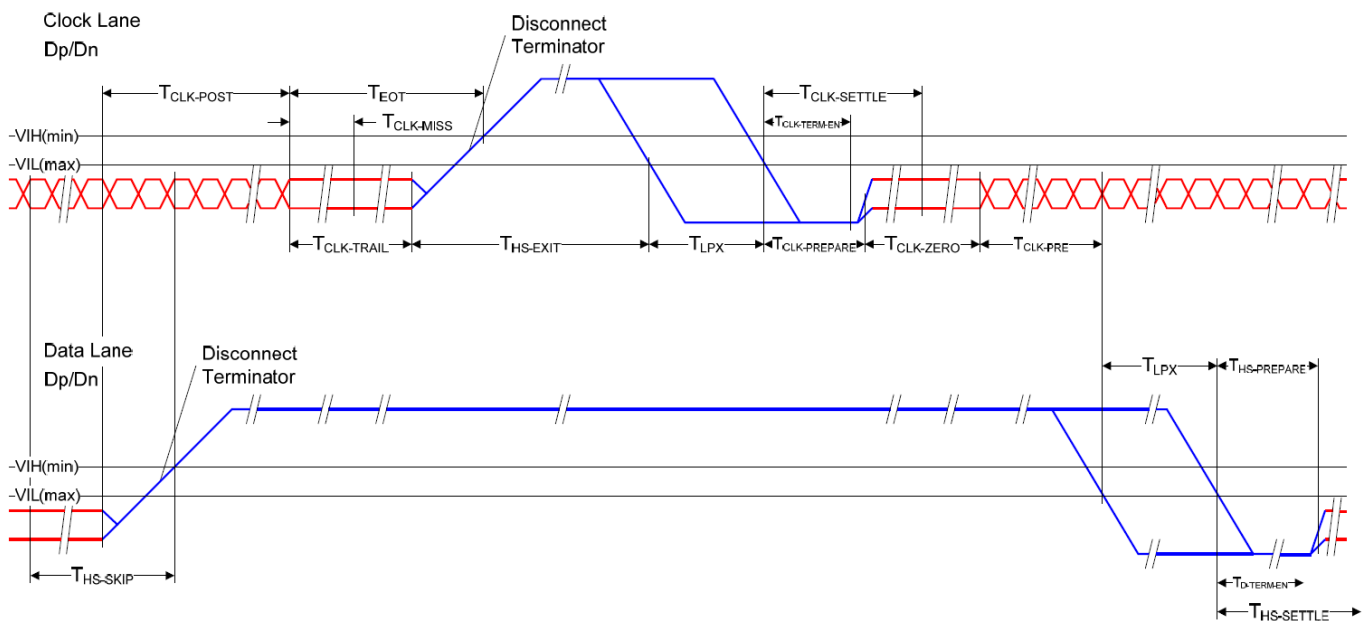 Clock Lane
Dp/Dn
Disconnect
Terminator
TCLK-POST
TEOT
TCLK-SETTLE
TCLK-MISS
TCLK-TERM-EN
VIH(min)
VIL(max)
TCLK-TRAIL
THS-EXIT
TLPX
TCLK-PREPARE
TCLK-ZERO
TCLK-PRE
Data Lane
Dp/Dn
Disconnect
Terminator
TLPX
THS-PREPARE
VIH(min)
VIL(max)
THS-SKIP
TD-TERM-EN
THS-SETTLE